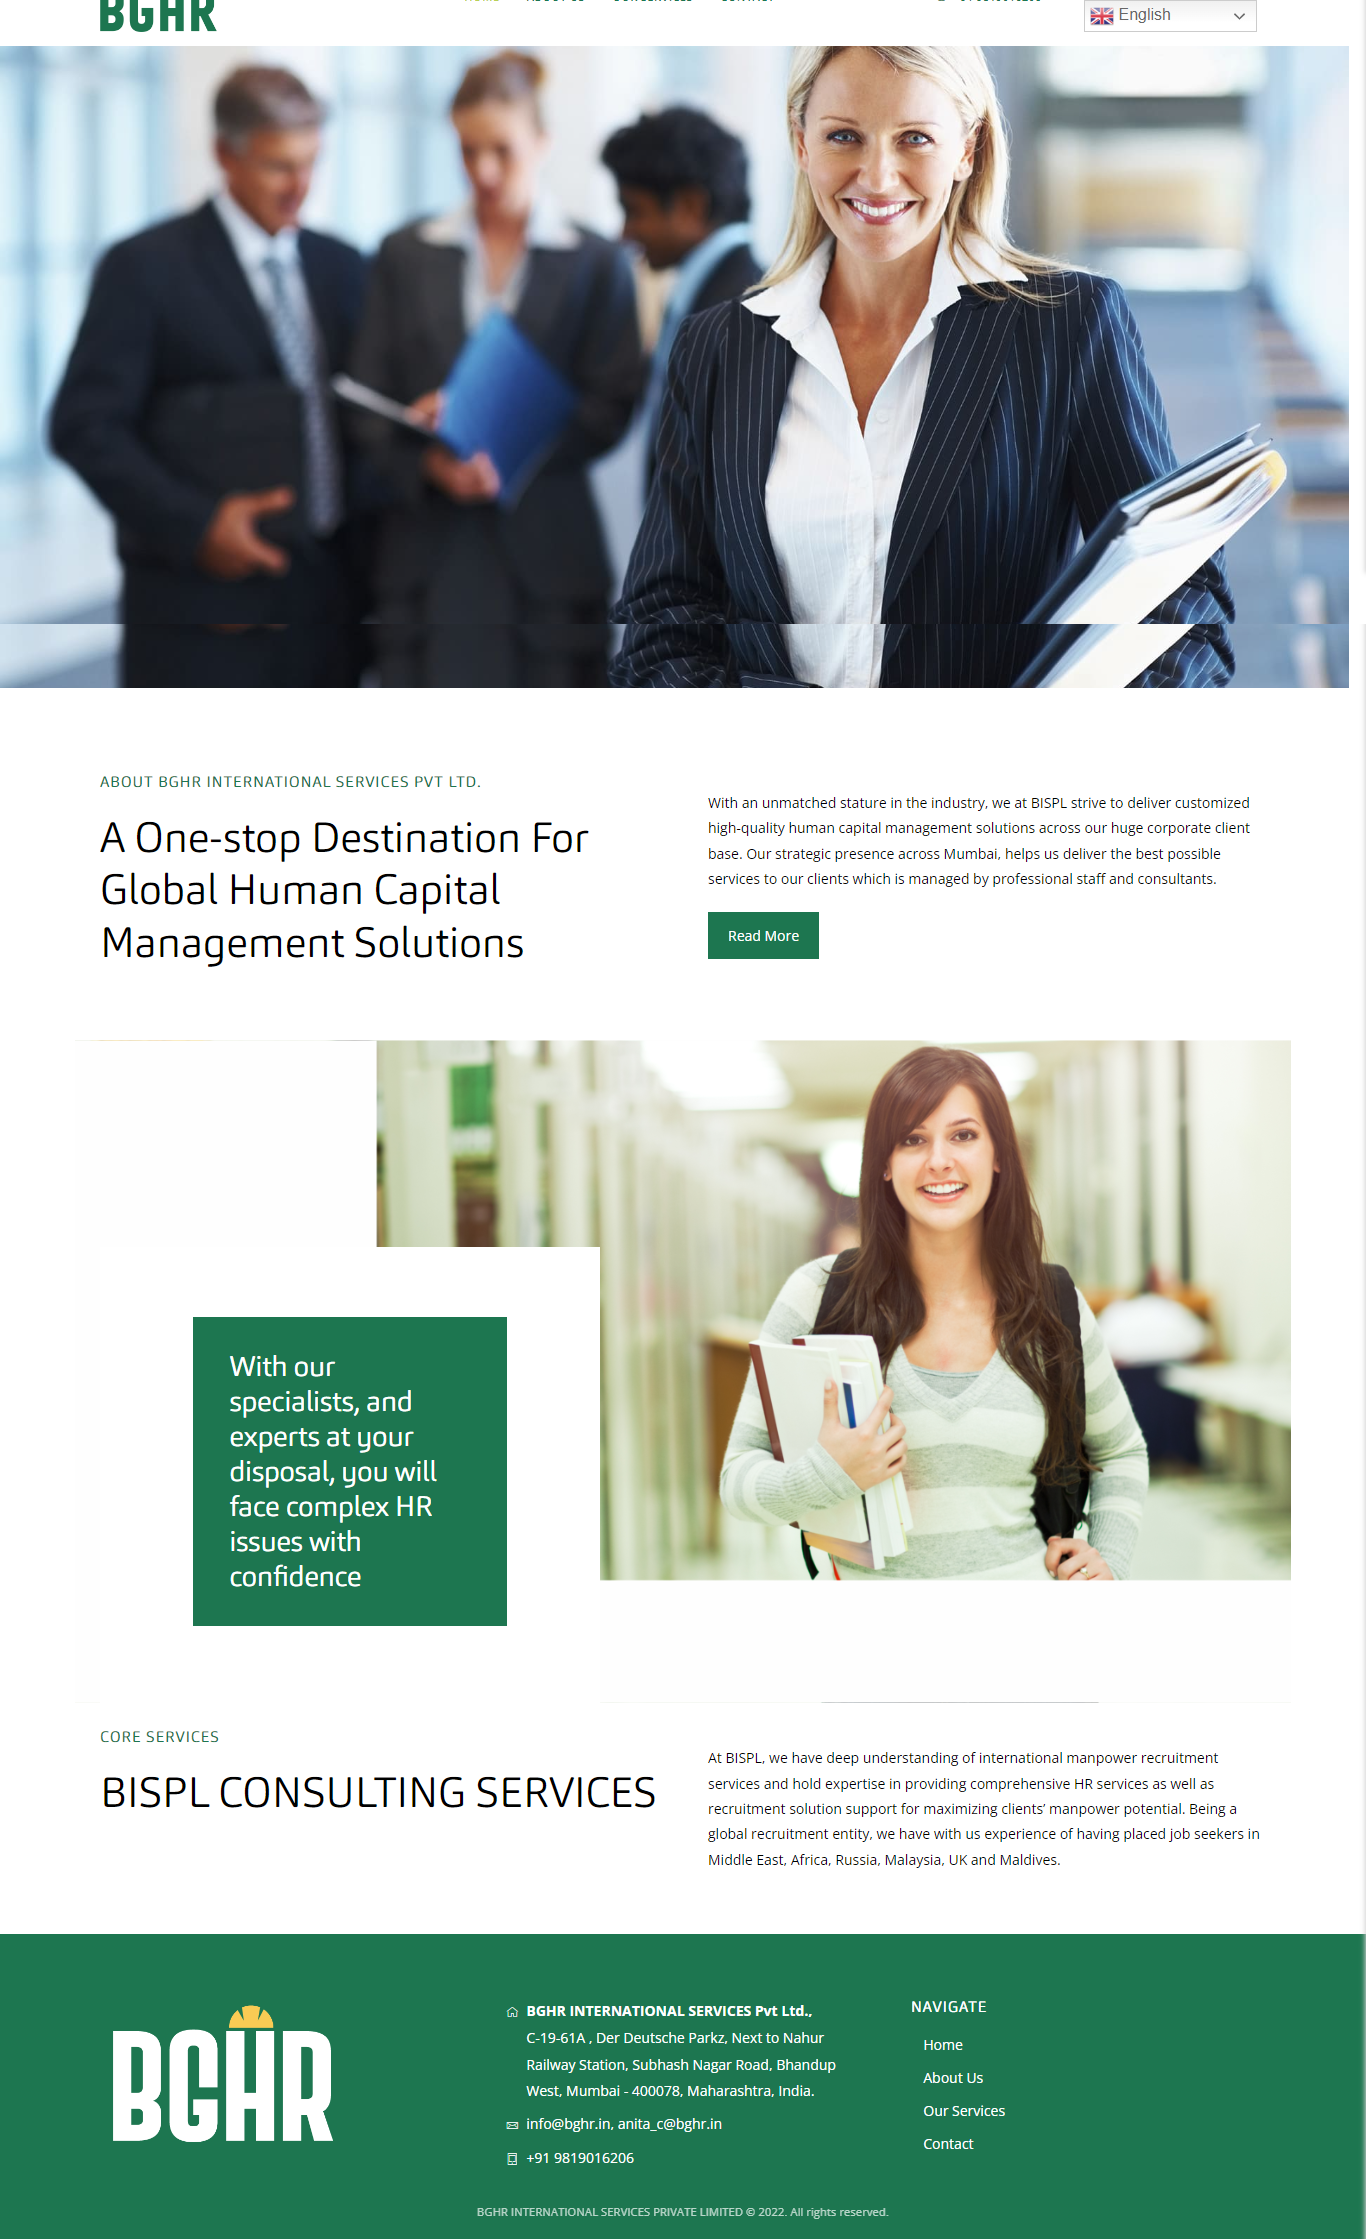 BGHR
English
ABOUT BGHR INTERNATIONAL SERVICES PVT LTD.
A One-stop Destination For
Global Human Capital
Management Solutions
With an unmatched stature in the industry, we at BISPL strive to deliver customized
high-quality human capital management solutions across our huge corporate client
base. Our strategic presence across Mumbai, helps us deliver the best possible
services to our clients which is managed by professional staff and consultants.
Read More
With our
specialists, and
experts at your
disposal, you will
face complex HR
issues with
confidence
CORE SERVICES
BISPL CONSULTING SERVICES
At BISPL, we have deep understanding of international manpower recruitment
services and hold expertise in providing comprehensive HR services as well as
recruitment solution support for maximizing clients’ manpower potential. Being a
global recruitment entity, we have with us experience of having placed job seekers in
Middle East, Africa, Russia, Malaysia, UK and Maldives.
BGHR
BGHR INTERNATIONAL SERVICES Pvt Ltd.,
C-19-61A , Der Deutsche Parkz, Next to Nahur
Railway Station, Subhash Nagar Road, Bhandup
West, Mumbai - 400078, Maharashtra, India.
info@bghr.in, anita_c@bghr.in
+91 9819016206
NAVIGATE
Home
About Us
Our Services
Contact
BGHR INTERNATIONAL SERVICES PRIVATE LIMITED © 2022. All rights reserved.